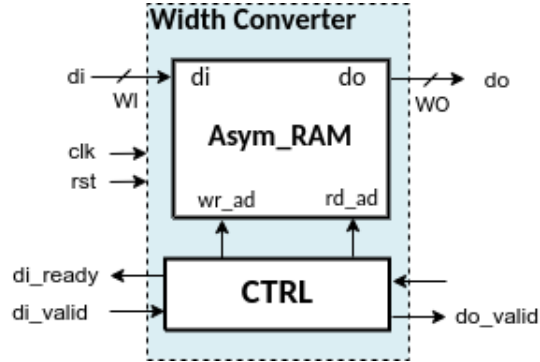 Width Converter
di
WI
di
do
do
WO
Asym_RAM
clk
rst
wr_ad
rd_ad
di_ready
di_valid
CTRL
do_valid